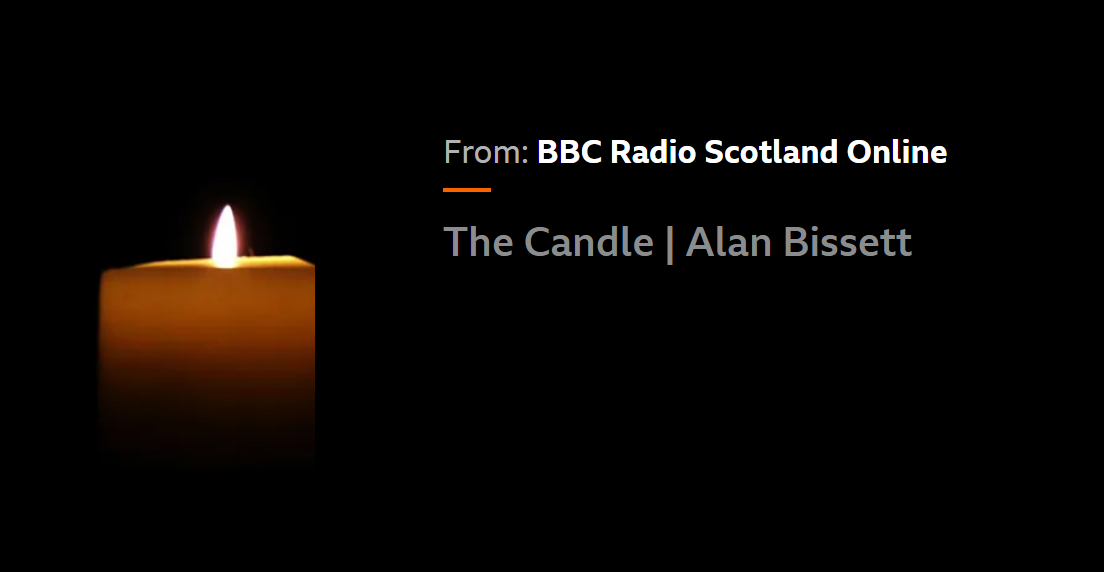 From: BBC Radio Scotland Online
The Candle | Alan Bissett